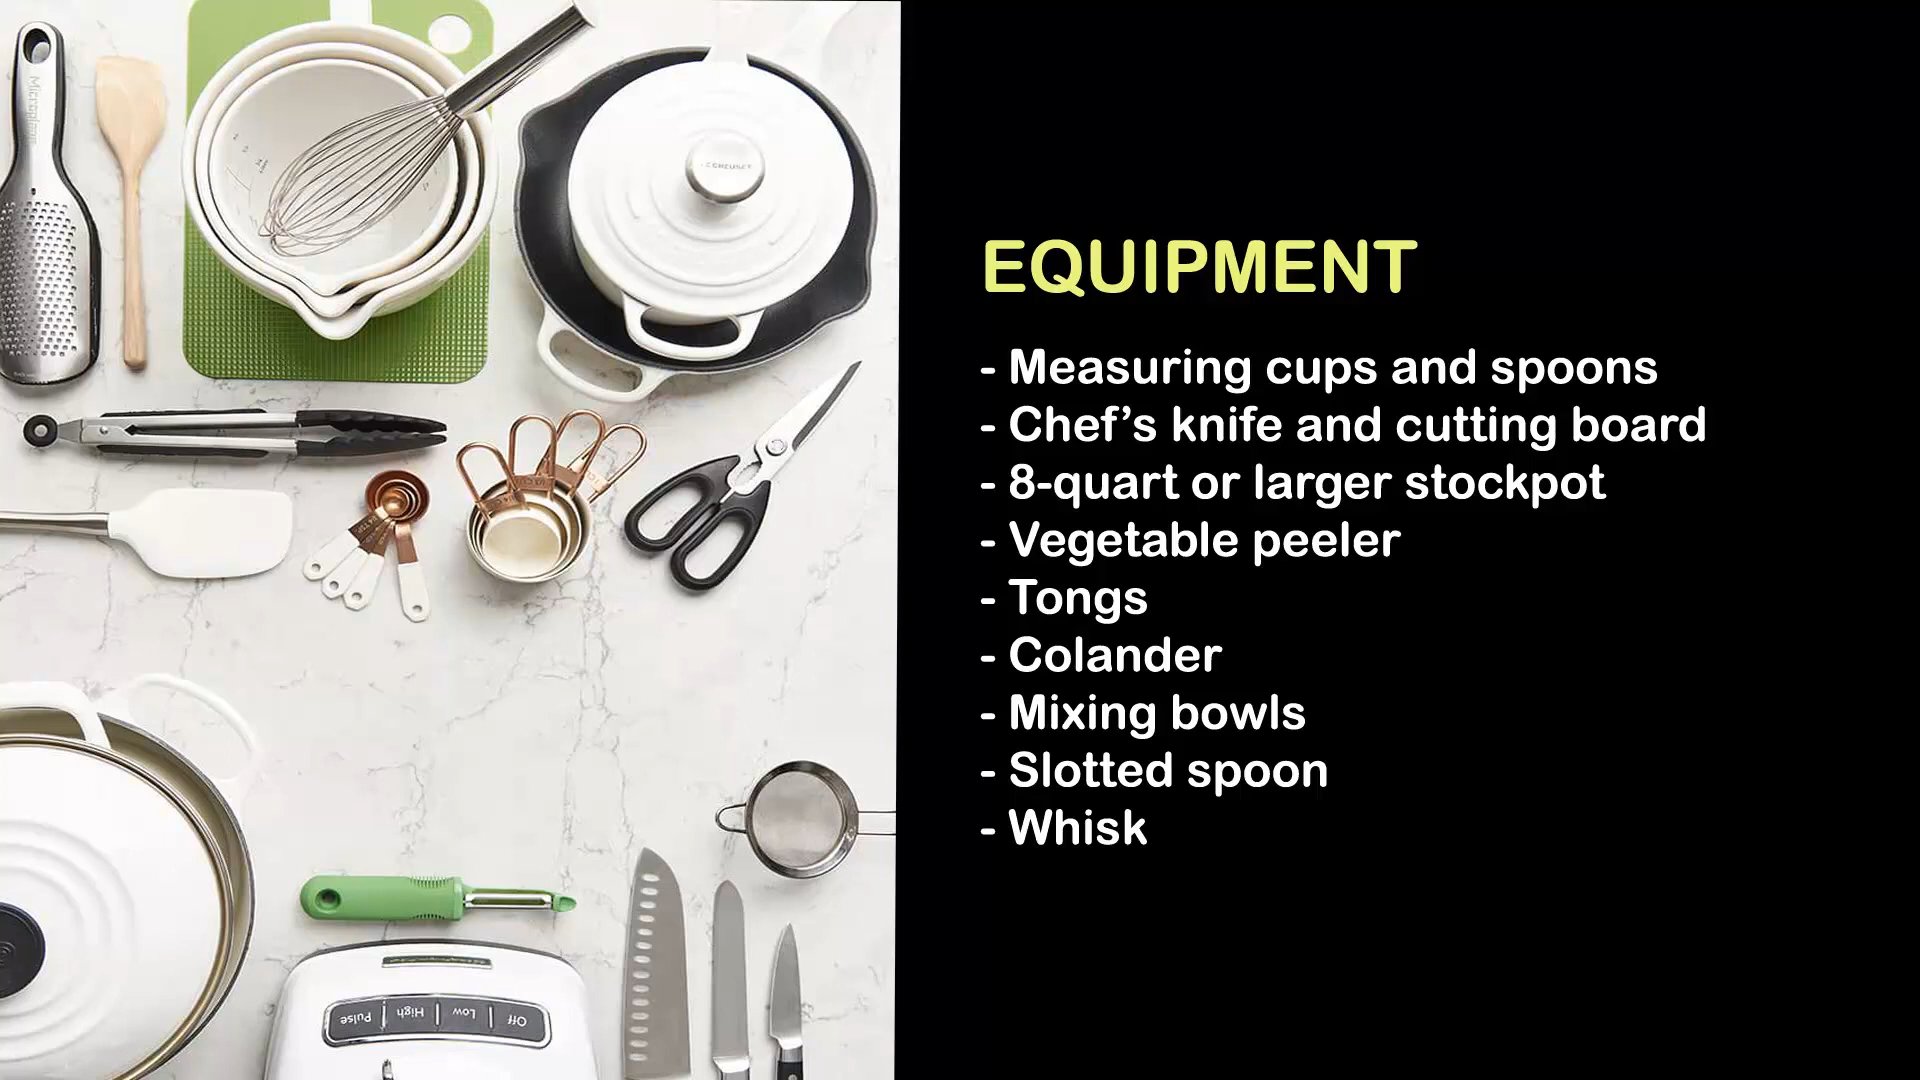 EQUIPMENT
- Measuring cups and spoons
- Chef’s knife and cutting board
- 8-quart or larger stockpot
- Vegetable peeler
- Tongs
- Colander
- Mixing bowls
- Slotted spoon
- Whisk
Microplane
Off Low High Pulse